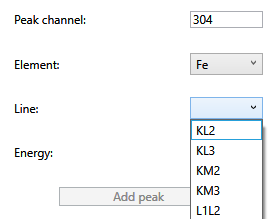 Peak channel: 304
Element: Fe
Line:
KL2
KL3
Energy:
KM2
KM3
Add peak
L1L2